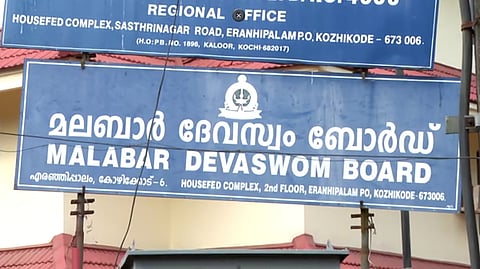 REGIONAL OFFICE
HOUSEFED COMPLEX, SASTHRINAGAR ROAD, ERANHIPALAM P.O, KOZHIKODE - 673 006.
(H.O: P.B. NO. 1896, KALOOR, KOCHI-682017)
മലബാർ ദേവസ്വം ബോർഡ്
MALABAR DEVASWOM BOARD
എരഞ്ഞിപ്പാലം, കോഴിക്കോട്-6. HOUSEFED COMPLEX, 2nd FLOOR, ERANHIPALAM PO, KOZHIKODE-673006.